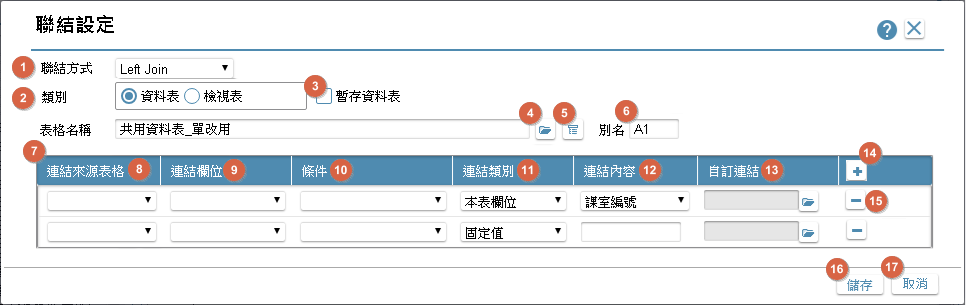 聯結設定
?
1 聯結方式 Left Join
2 類別 資料表 檢視表 3 暫存資料表
表格名稱 共用資料表_單改用 4 5 6 別名 A1
7 連結來源表格 8 連結欄位 9 條件 10 連結類別 11 連結內容 12 自訂連結 13 14
本表欄位 課室編號 15
固定值
16 儲存 17 取消